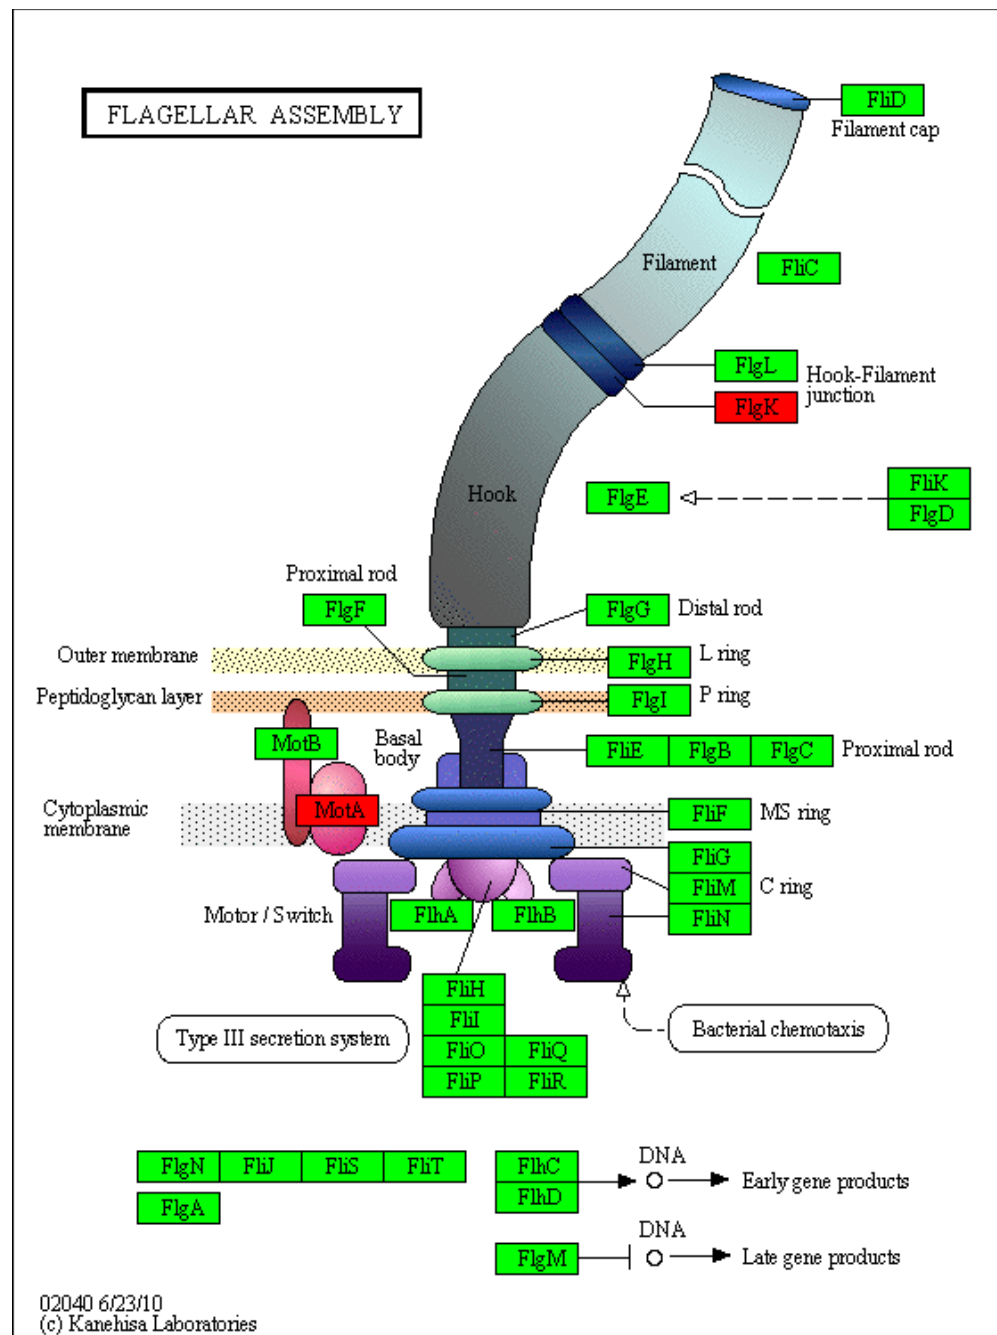 FLAGELLAR ASSEMBLY
FliD
Filament cap
Filament
FliC
FlgL
Hook-Filament
junction
FlgK
Hook
FlgE
FliK
FlgD
Proximal rod
FlgF
FlgG
Distal rod
Outer membrane
FlgH
L ring
Peptidoglycan layer
FlgI
P ring
MotB
Basal
body
FliE
FlgB
FlgC
Proximal rod
Cytoplasmic
membrane
MotA
FliF
MS ring
FliG
FliM
C ring
FliN
Motor / Switch
FlhA
FlhB
FliH
FliI
FliO
FliQ
FliP
FliR
Type III secretion system
Bacterial chemotaxis
FlgN
FliJ
FliS
FliT
FlgA
FlhC
FlhD
DNA
Early gene products
FlgM
DNA
Late gene products
02040 6/23/10
(c) Kanehisa Laboratories